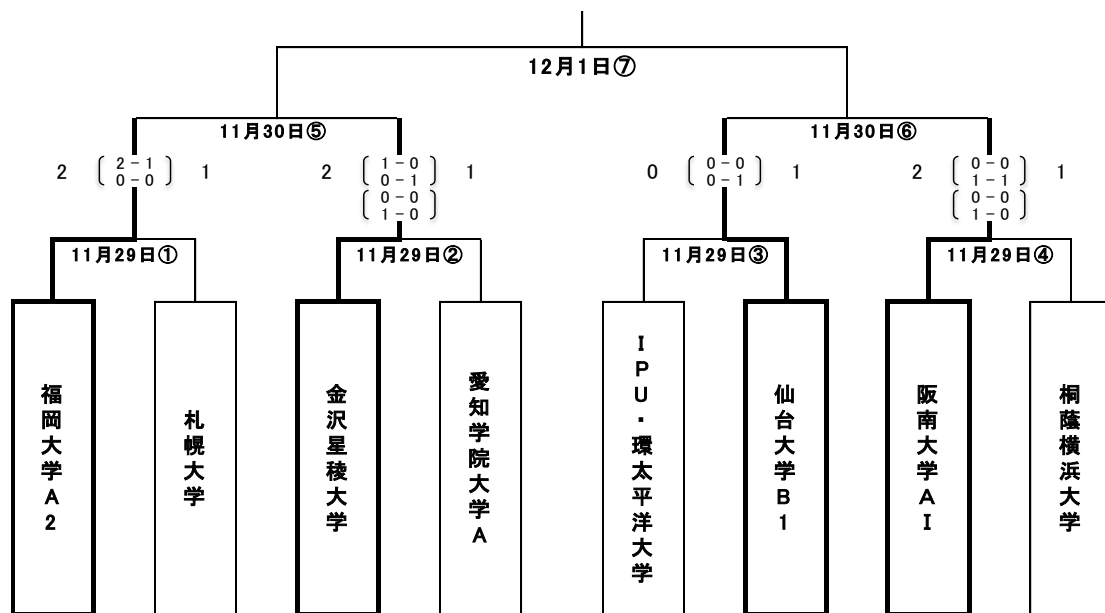 12月1日⑦
11月30日⑤
11月30日⑥
2 2-1 0-0 1
2 1-0 0-1 0-0 1-0 1
0 0-0 0-1 1
2 0-0 1-1 0-0 1-0 1
11月29日①
11月29日②
11月29日③
11月29日④
福岡大学A2
札幌大学
金沢星稜大学
愛知学院大学A
IPU・環太平洋大学
仙台大学B1
阪南大学AI
桐蔭横浜大学